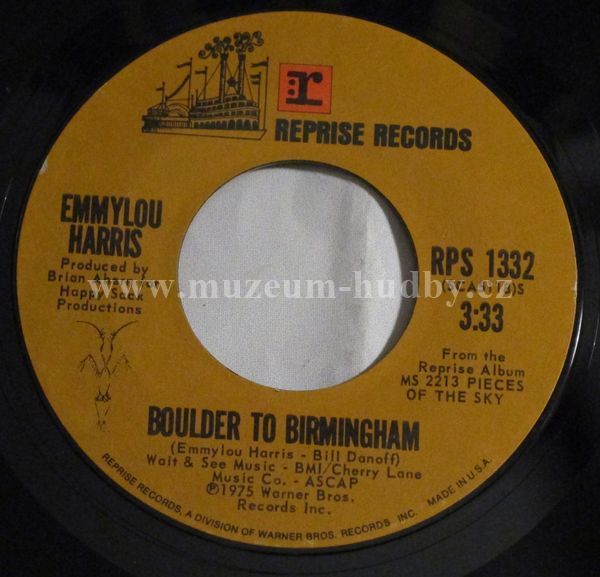 r
REPRISE RECORDS
EMMYLOU
HARRIS
Produced by
Brian
Happy Sack
Productions
www.muzeum-hudby.cz
RPS 1332
3:33
From the
Reprise Album
MS 2213 PIECES
OF THE SKY
BOULDER TO BIRMINGHAM
(Emmylou Harris - Bill Danoff)
Wait & See Music - BMI/Cherry Lane
Music Co. - ASCAP
℗1975 Warner Bros.
Records Inc.
REPRISE RECORDS, A DIVISION OF WARNER BROS. RECORDS INC. MADE IN U.S.A.